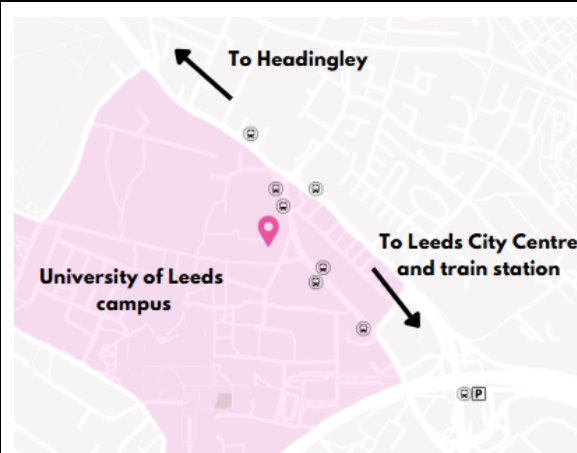 To Headingley
To Leeds City Centre
and train station
University of Leeds
campus
P